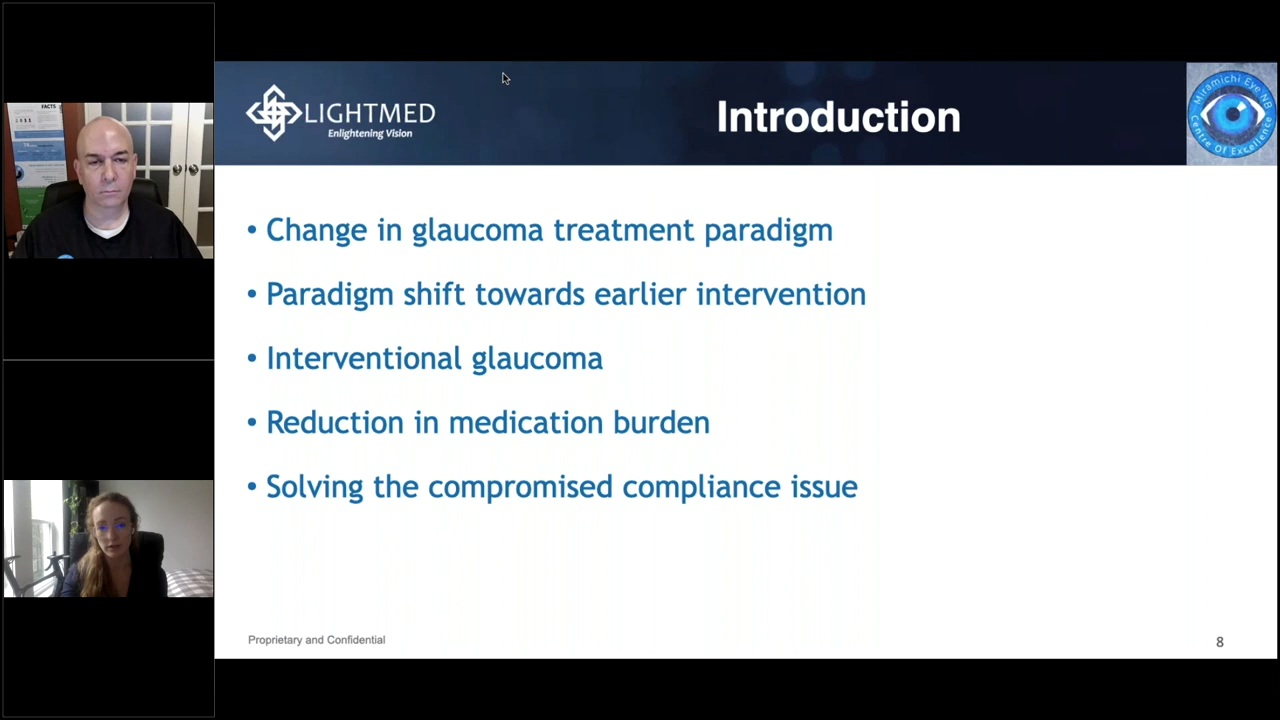 FACTS
LIGHTMED
Enlightening Vision
Introduction
Miramichi Eye NB
Centre Of Excellence
• Change in glaucoma treatment paradigm
• Paradigm shift towards earlier intervention
• Interventional glaucoma
• Reduction in medication burden
• Solving the compromised compliance issue
Proprietary and Confidential
8